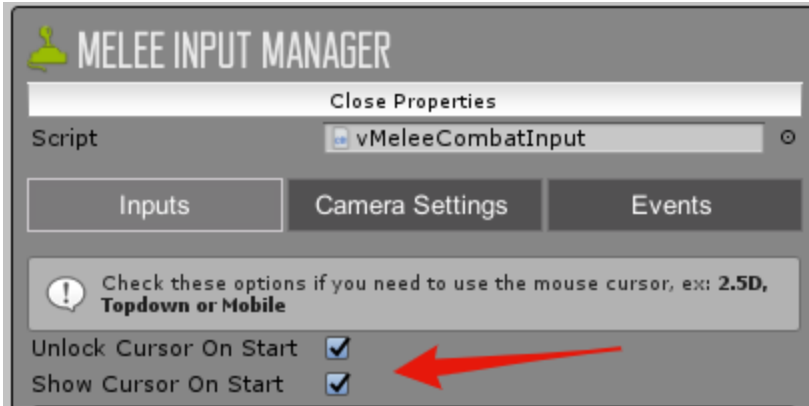 MELEE INPUT MANAGER
Close Properties
Script vMeleeCombatInput
Inputs Camera Settings Events
Check these options if you need to use the mouse cursor, ex: 2.5D,
Topdown or Mobile
Unlock Cursor On Start
Show Cursor On Start